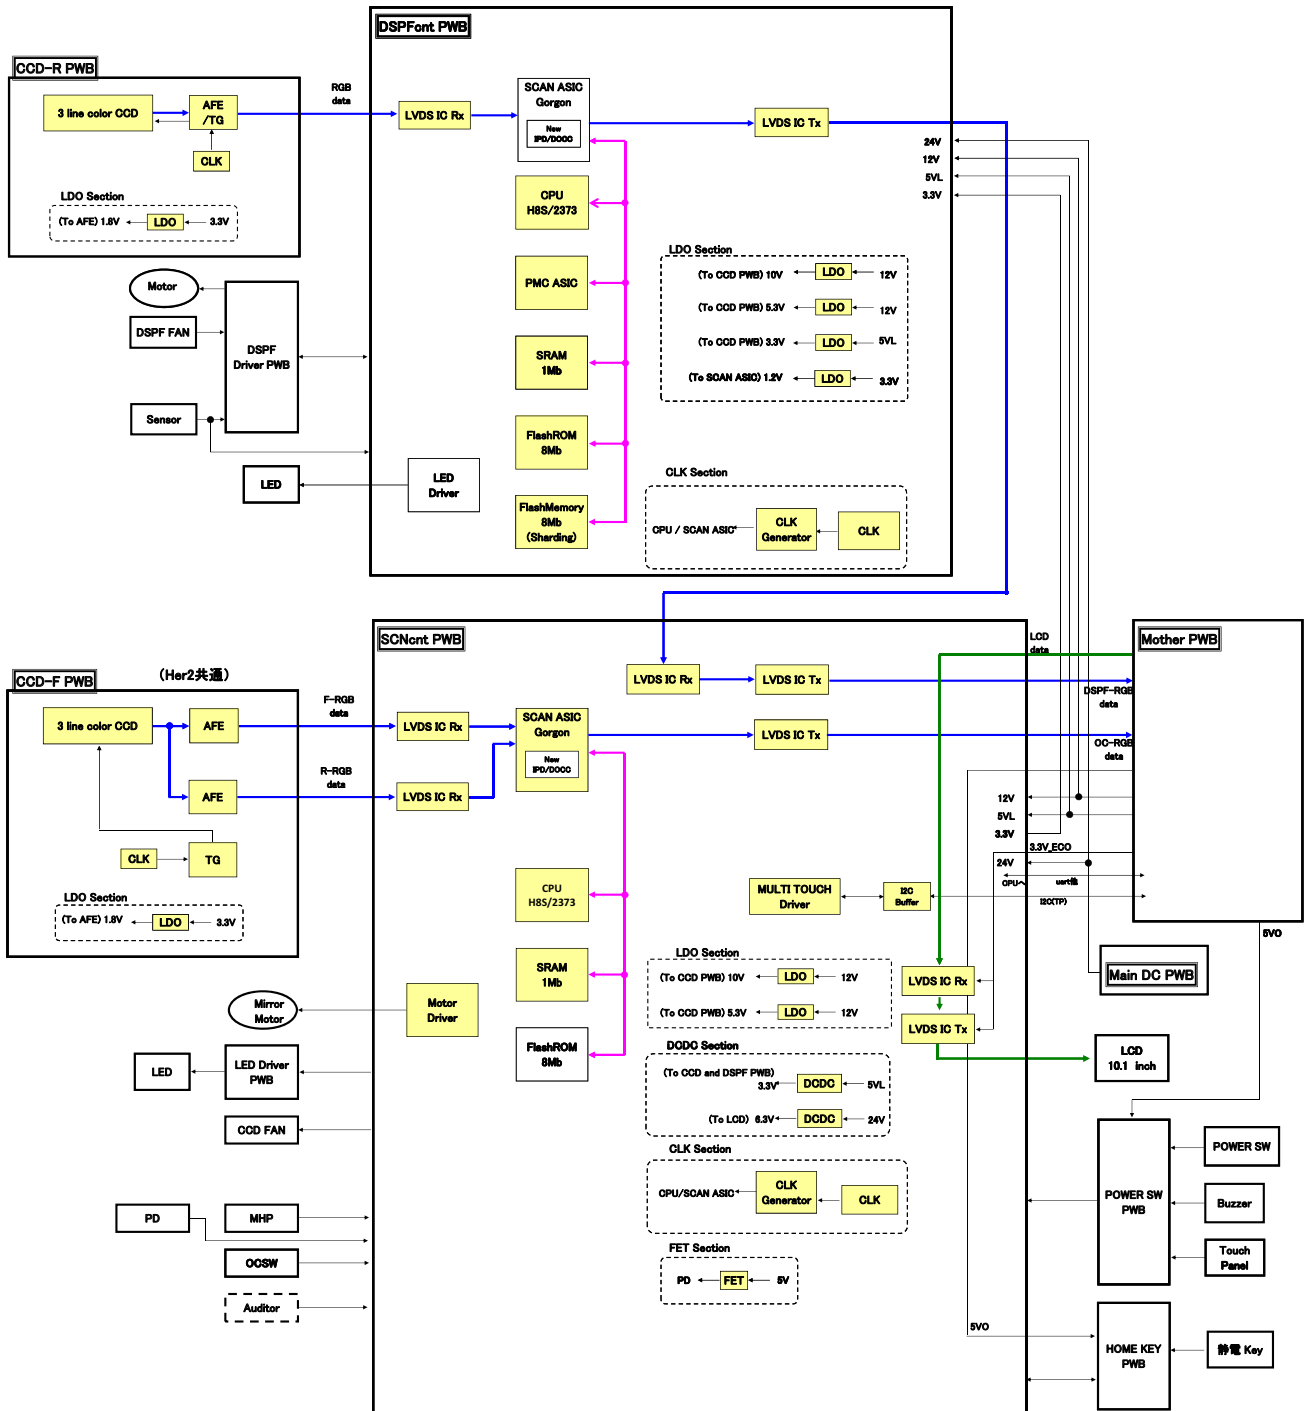 DSPFont PWB
CCD-R PWB
3 line color CCD
AFE
/TG
CLK
RGB
data
LDO Section
(To AFE) 1.8V
LDO
3.3V
LVDS IC Rx
SCAN ASIC
Gorgon
New
IPD/DOCC
LVDS IC Tx
24V
12V
5VL
3.3V
CPU
H8S/2373
PMC ASIC
SRAM
1Mb
FlashROM
8Mb
FlashMemory
8Mb
(Sharding)
LDO Section
(To CCD PWB) 10V
LDO
12V
(To CCD PWB) 5.3V
LDO
12V
(To CCD PWB) 3.3V
LDO
5VL
(To SCAN ASIC) 1.2V
LDO
3.3V
CLK Section
CPU / SCAN ASIC
CLK
Generator
CLK
Motor
DSPF FAN
DSPF
Driver PWB
Sensor
LED
LED
Driver
SCNcnt PWB
CCD-F PWB
(Her2共通)
3 line color CCD
AFE
AFE
CLK
TG
F-RGB
data
R-RGB
data
LDO Section
(To AFE) 1.8V
LDO
3.3V
LVDS IC Rx
LVDS IC Rx
SCAN ASIC
Gorgon
New
IPD/DOCC
LVDS IC Rx
LVDS IC Tx
LVDS IC Tx
LCD
data
Mother PWB
DSPF-RGB
data
OC-RGB
data
12V
5VL
3.3V
3.3V_ECO
24V
CPUへ
uart他
I2C(TP)
MULTI TOUCH
Driver
I2C
Buffer
CPU
H8S/2373
SRAM
1Mb
FlashROM
8Mb
LDO Section
(To CCD PWB) 10V
LDO
12V
(To CCD PWB) 5.3V
LDO
12V
LVDS IC Rx
LVDS IC Tx
DCDC Section
(To CCD and DSPF PWB)
3.3V
DCDC
5VL
(To LCD) 6.3V
DCDC
24V
CLK Section
CPU/SCAN ASIC
CLK
Generator
CLK
FET Section
PD
FET
5V
Mirror
Motor
Motor
Driver
LED
LED Driver
PWB
CCD FAN
PD
MHP
OCSW
Auditor
5VO
Main DC PWB
LCD
10.1 inch
POWER SW
PWB
POWER SW
Buzzer
Touch
Panel
5VO
HOME KEY
PWB
静電 Key